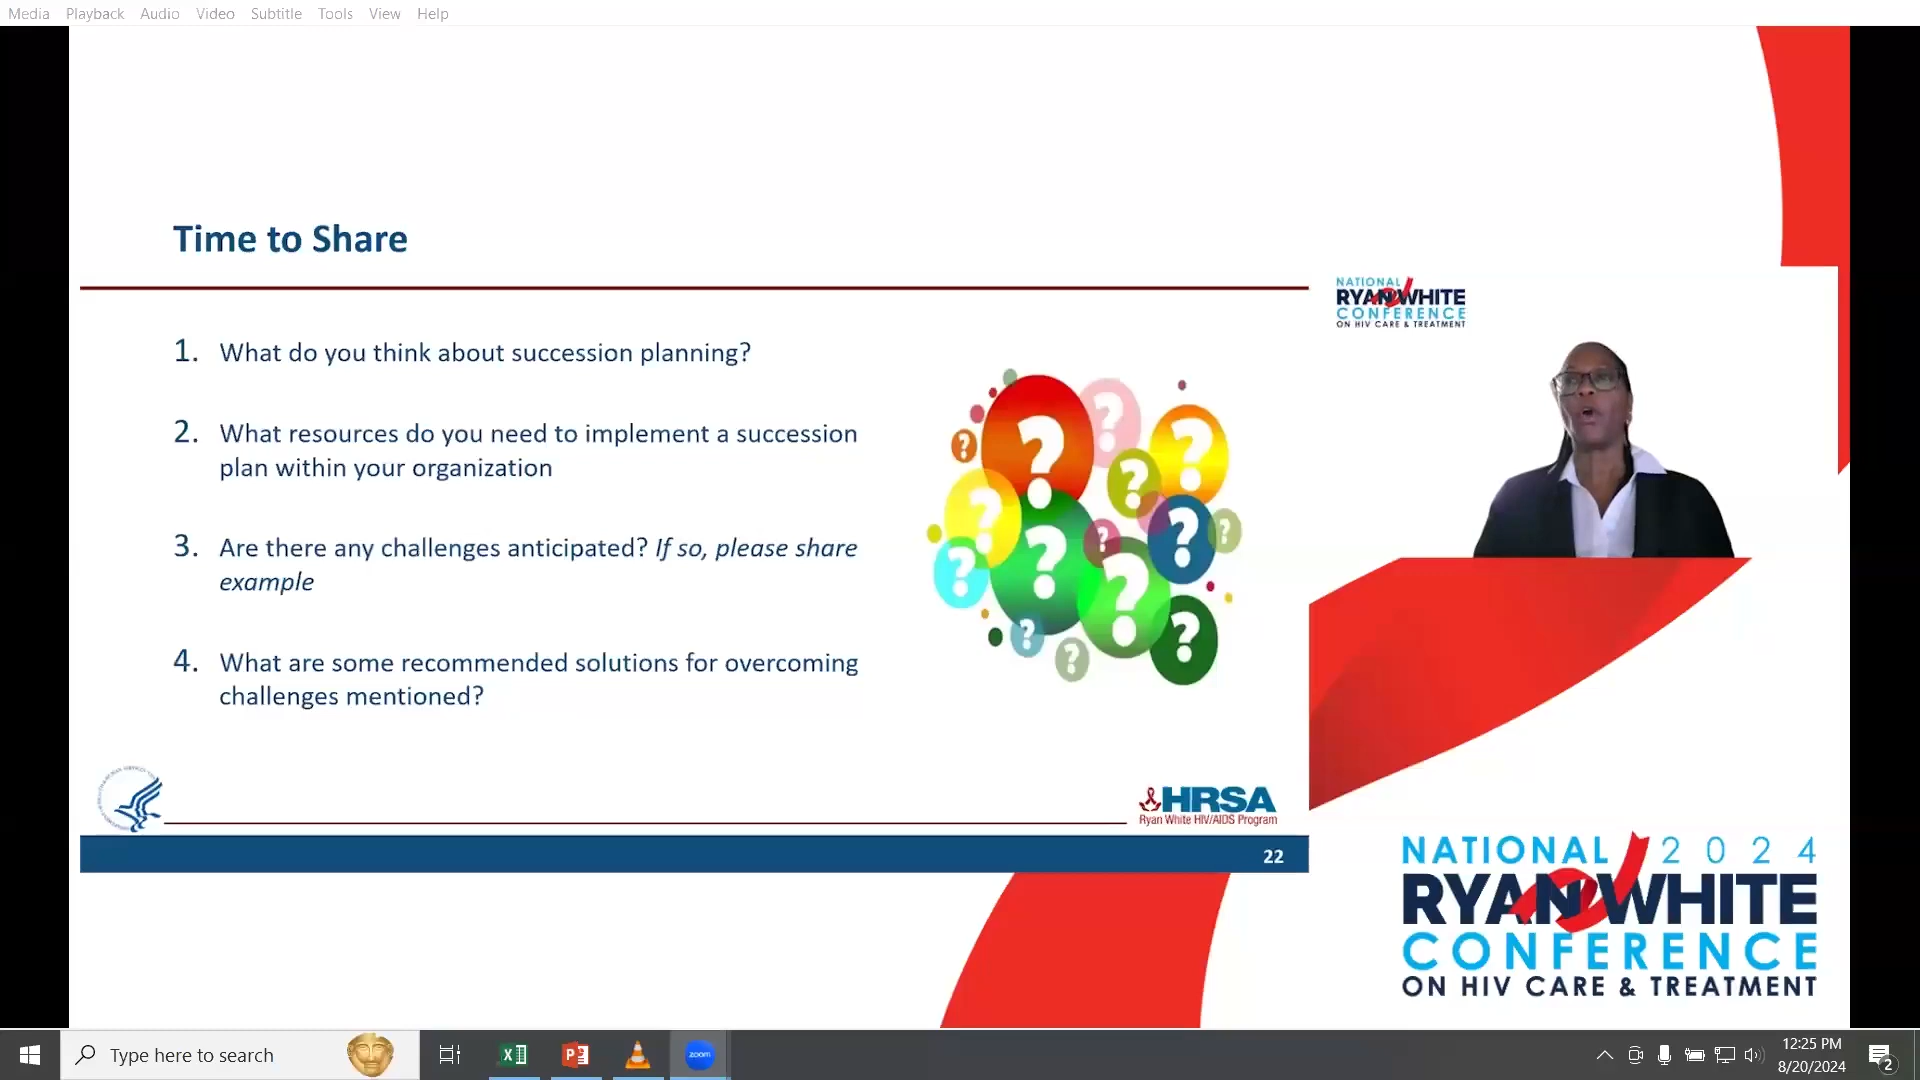 Media Playback Audio Video Subtitle Tools View Help
Time to Share
1. What do you think about succession planning?
2. What resources do you need to implement a succession
plan within your organization
3. Are there any challenges anticipated? If so, please share
example
4. What are some recommended solutions for overcoming
challenges mentioned?
? ? ? ? ? ? ? ? ? ? ? ? ? ?
HRSA
Ryan White HIV/AIDS Program
22
NATIONAL
RYAN WHITE
CONFERENCE
ON HIV CARE & TREATMENT
NATIONAL 2024
RYAN WHITE
CONFERENCE
ON HIV CARE & TREATMENT
Type here to search
zoom
12:25 PM
8/20/2024
2